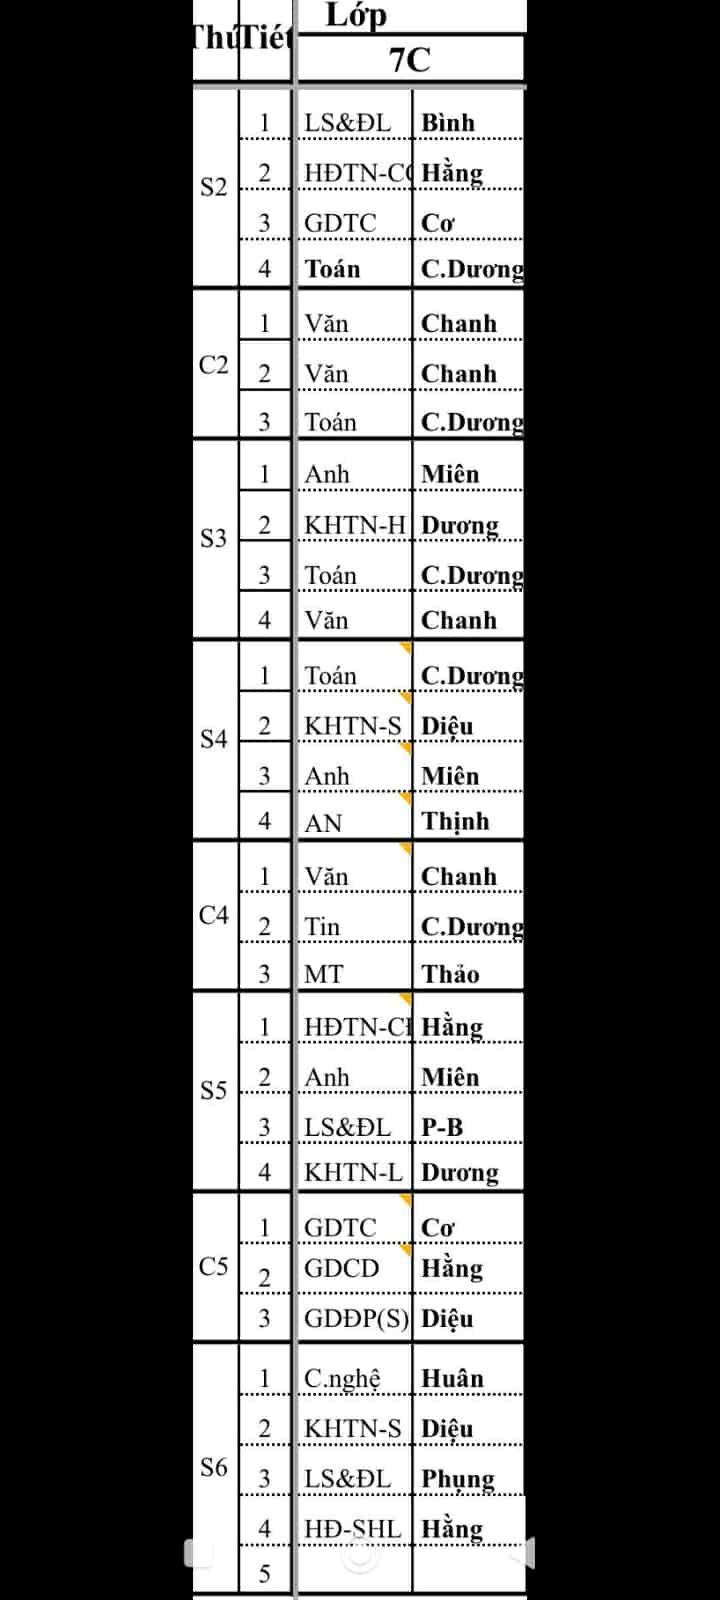 Thứ Tiết Lớp
7C
S2
1 LS&ĐL Bình
2 HĐTN-CC Hằng
3 GDTC Cơ
4 Toán C.Dương
C2
1 Văn Chanh
2 Văn Chanh
3 Toán C.Dương
S3
1 Anh Miên
2 KHTN-H Dương
3 Toán C.Dương
4 Văn Chanh
S4
1 Toán C.Dương
2 KHTN-S Diệu
3 Anh Miên
4 AN Thịnh
C4
1 Văn Chanh
2 Tin C.Dương
3 MT Thảo
S5
1 HĐTN-CĐ Hằng
2 Anh Miên
3 LS&ĐL P-B
4 KHTN-L Dương
C5
1 GDTC Cơ
2 GDCD Hằng
3 GDĐP(S) Diệu
S6
1 C.nghệ Huân
2 KHTN-S Diệu
3 LS&ĐL Phụng
4 HĐ-SHL Hằng
5